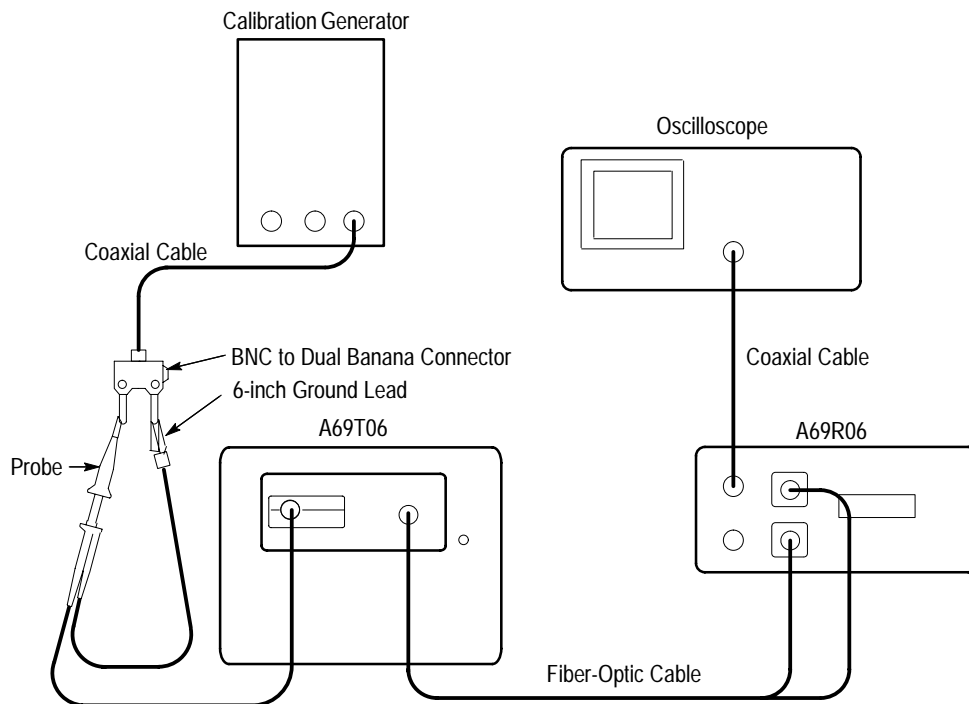 Calibration Generator
Oscilloscope
Coaxial Cable
BNC to Dual Banana Connector
Coaxial Cable
6-inch Ground Lead
A69T06
A69R06
Probe
Fiber-Optic Cable